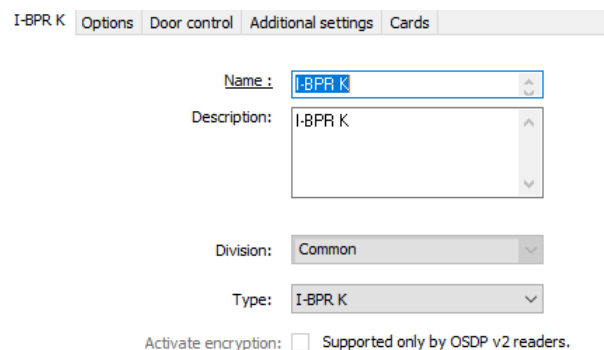 I-BPR K Options Door control Additional settings Cards
Name : I-BPR K
Description: I-BPR K
Division: Common
Type: I-BPR K
Activate encryption: Supported only by OSDP v2 readers.